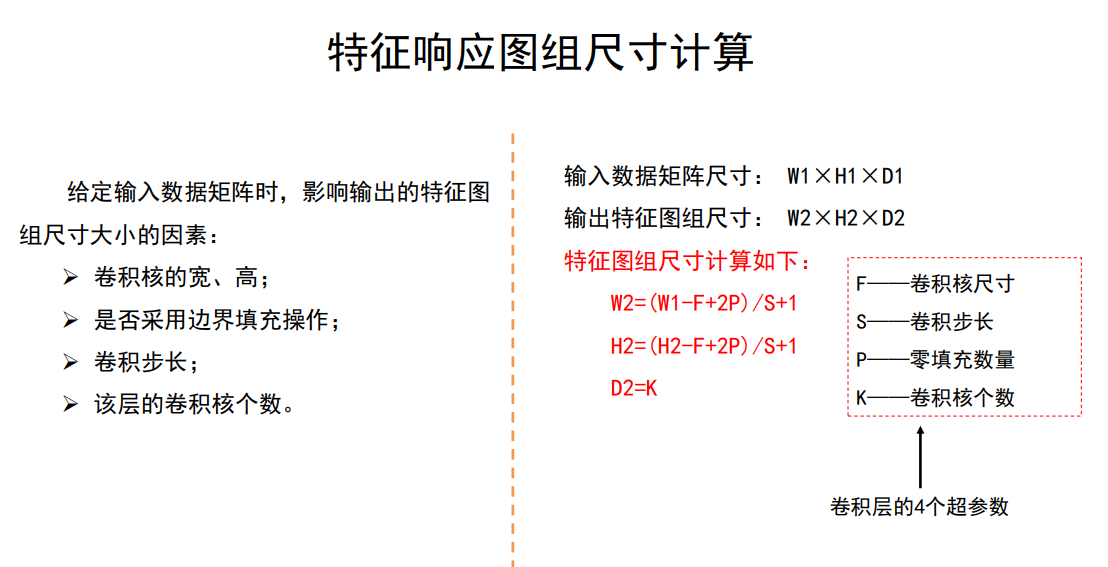 特征响应图组尺寸计算
给定输入数据矩阵时，影响输出的特征图
组尺寸大小的因素：
➢ 卷积核的宽、高；
➢ 是否采用边界填充操作；
➢ 卷积步长；
➢ 该层的卷积核个数。
输入数据矩阵尺寸： W1×H1×D1
输出特征图组尺寸： W2×H2×D2
特征图组尺寸计算如下：
W2=(W1-F+2P)/S+1
H2=(H2-F+2P)/S+1
D2=K
F——卷积核尺寸
S——卷积步长
P——零填充数量
K——卷积核个数
卷积层的4个超参数